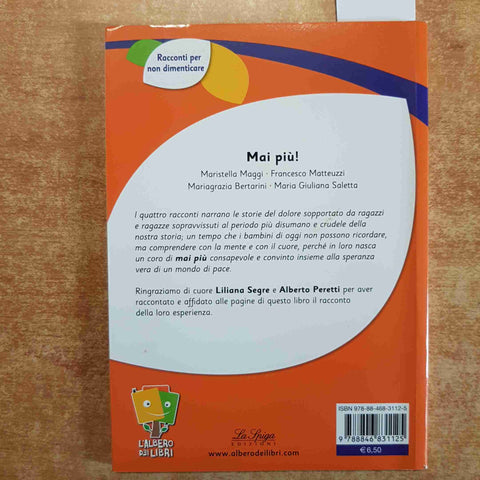 Racconti per
non dimenticare
Mai più!
Maristella Maggi · Francesco Matteuzzi
Mariagrazia Bertarini · Maria Giuliana Saletta
I quattro racconti narrano le storie del dolore sopportato da ragazzi
e ragazze sopravvissuti al periodo più disumano e crudele della
nostra storia; un tempo che i bambini di oggi non possono ricordare,
ma comprendere con la mente e con il cuore, perché in loro nasca
un coro di mai più consapevole e convinto insieme alla speranza
vera di un mondo di pace.
Ringraziamo di cuore Liliana Segre e Alberto Peretti per aver
raccontato e affidato alle pagine di questo libro il racconto
della loro esperienza.
L'ALBERO
DEI LIBRI
La Spiga
EDIZIONI
www.alberodeilibri.com
ISBN 978-88-468-3112-5
9 788846 831125
€ 6,50